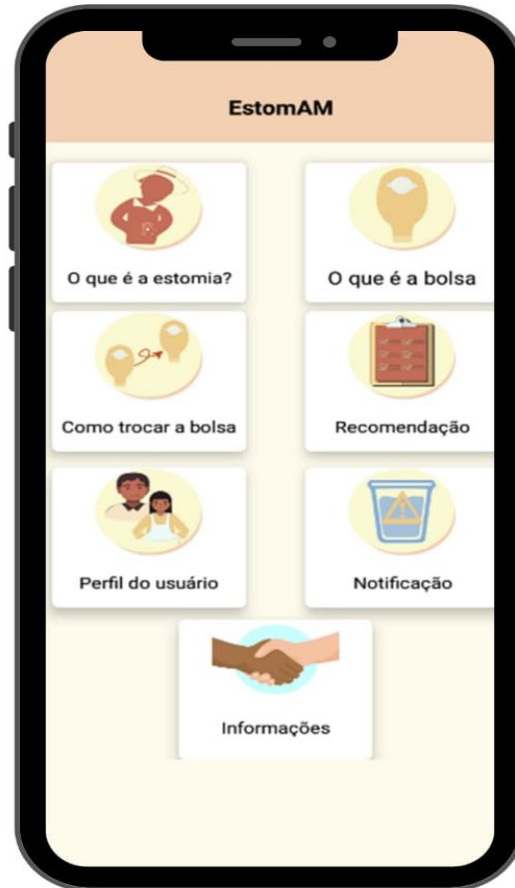 EstomAM
O que é a estomia?
O que é a bolsa
Como trocar a bolsa
Recomendação
Perfil do usuário
Notificação
Informações